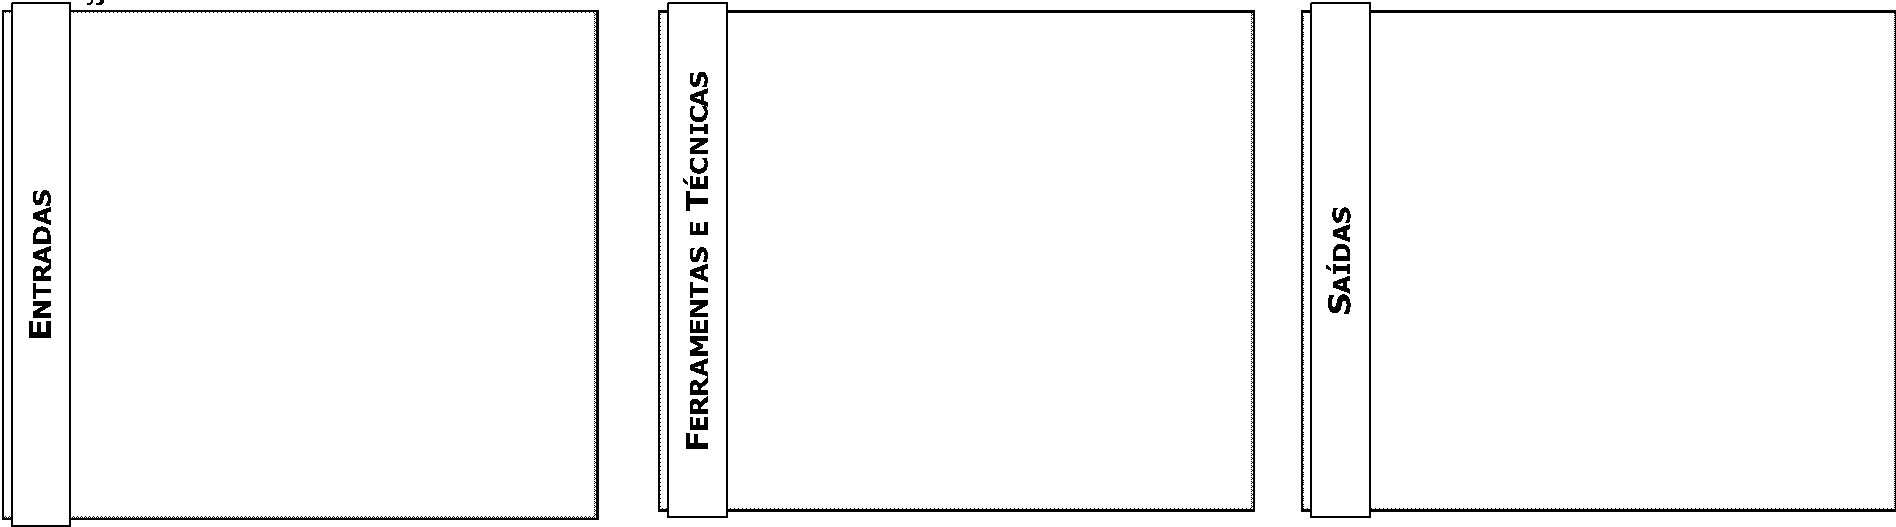 ENTRADAS
FERRAMENTAS E TÉCNICAS
SAÍDAS